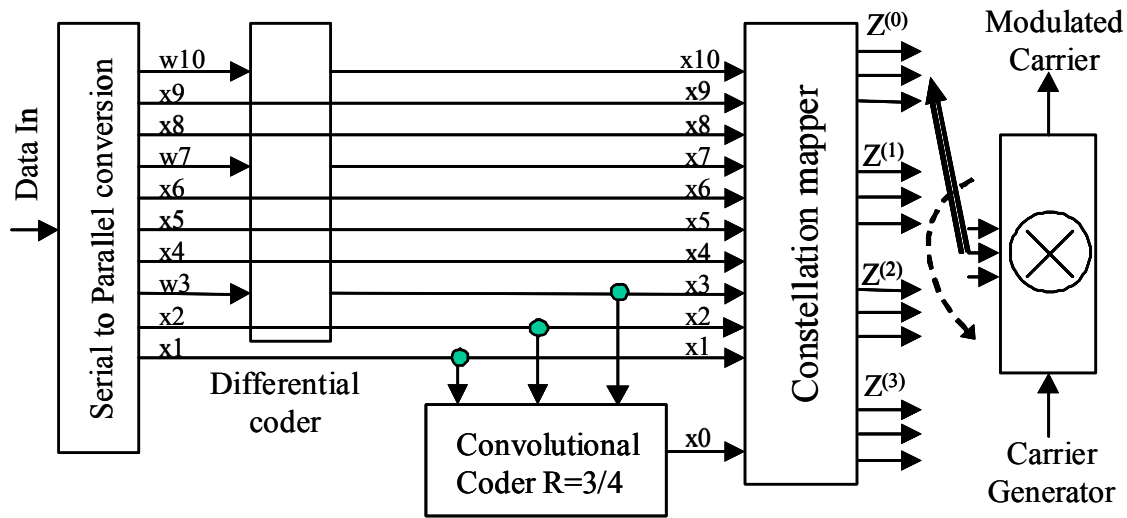 Data In
Serial to Parallel conversion
w10
x9
x8
w7
x6
x5
x4
w3
x2
x1
Differential
coder
x10
x9
x8
x7
x6
x5
x4
x3
x2
x1
Convolutional
Coder R=3/4
x0
Constellation mapper
Z(0)
Z(1)
Z(2)
Z(3)
Modulated
Carrier
Carrier
Generator